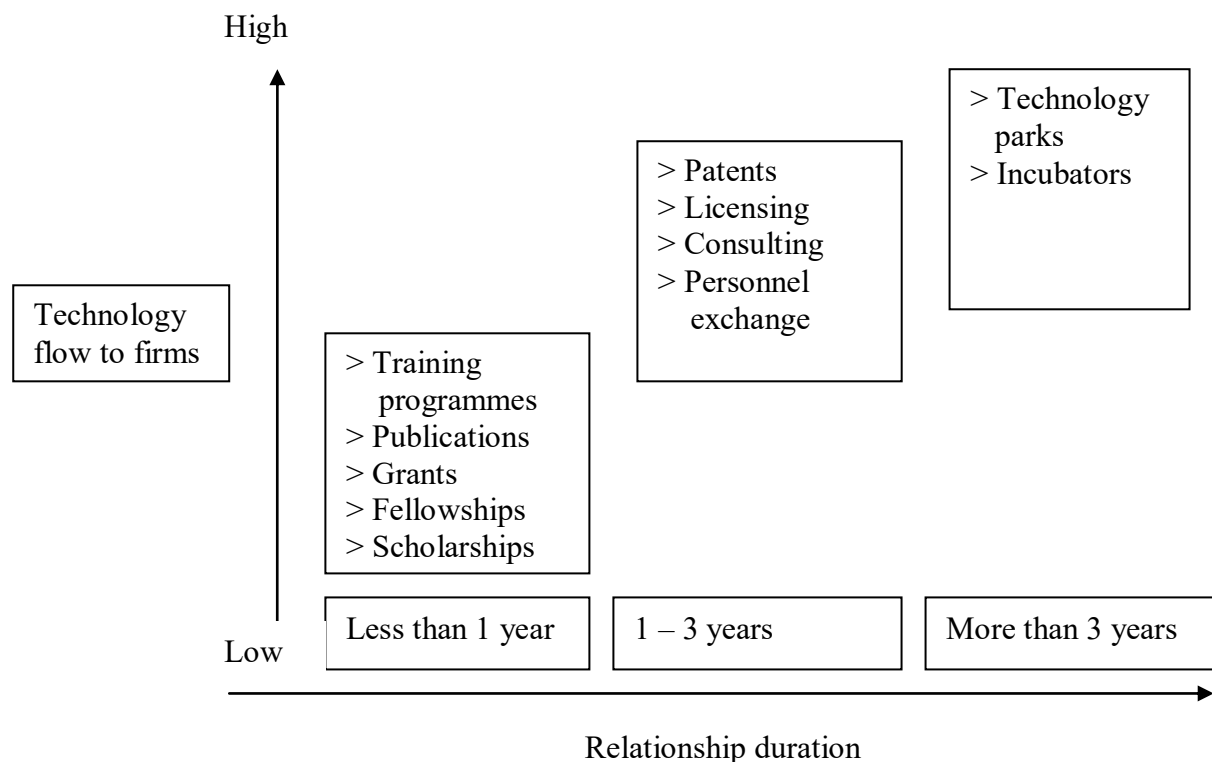 High
> Technology
parks
> Incubators
> Patents
> Licensing
> Consulting
> Personnel
exchange
Technology
flow to firms
> Training
programmes
> Publications
> Grants
> Fellowships
> Scholarships
Less than 1 year
1 – 3 years
More than 3 years
Low
Relationship duration